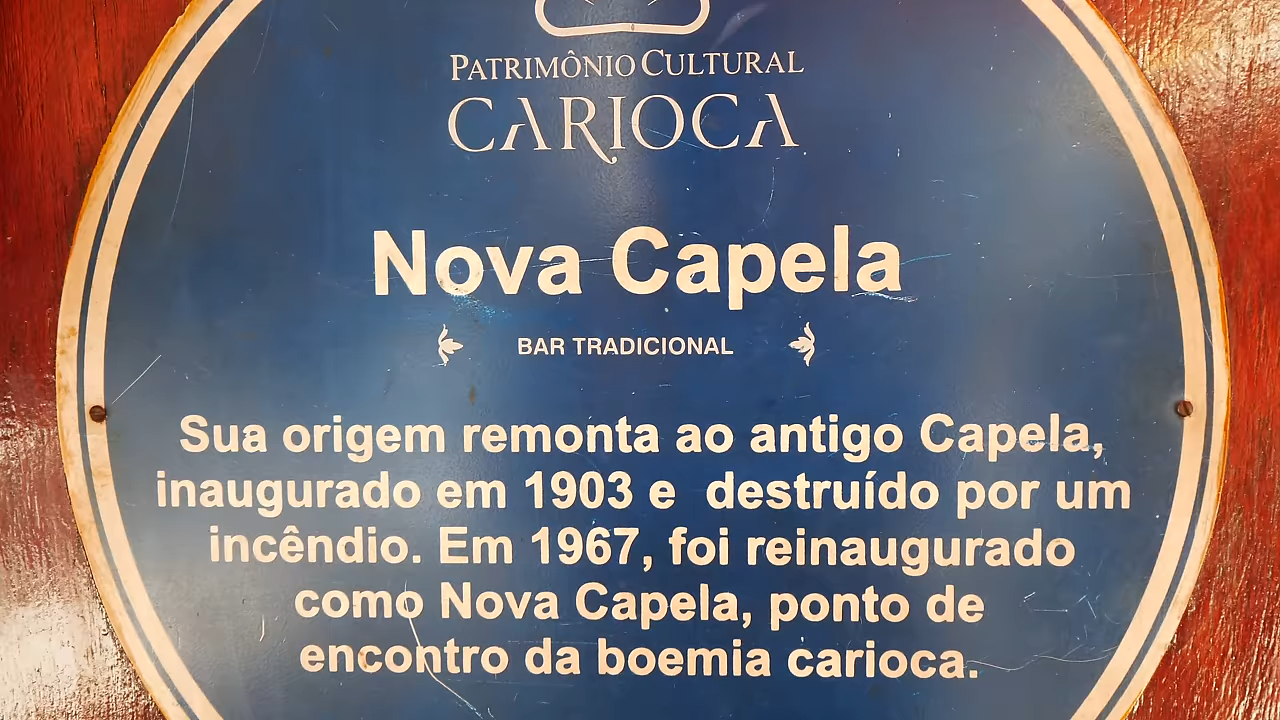 PATRIMÔNIO CULTURAL
CARIOCA
Nova Capela
BAR TRADICIONAL
Sua origem remonta ao antigo Capela,
inaugurado em 1903 e destruído por um
incêndio. Em 1967, foi reinaugurado
como Nova Capela, ponto de
encontro da boemia carioca.